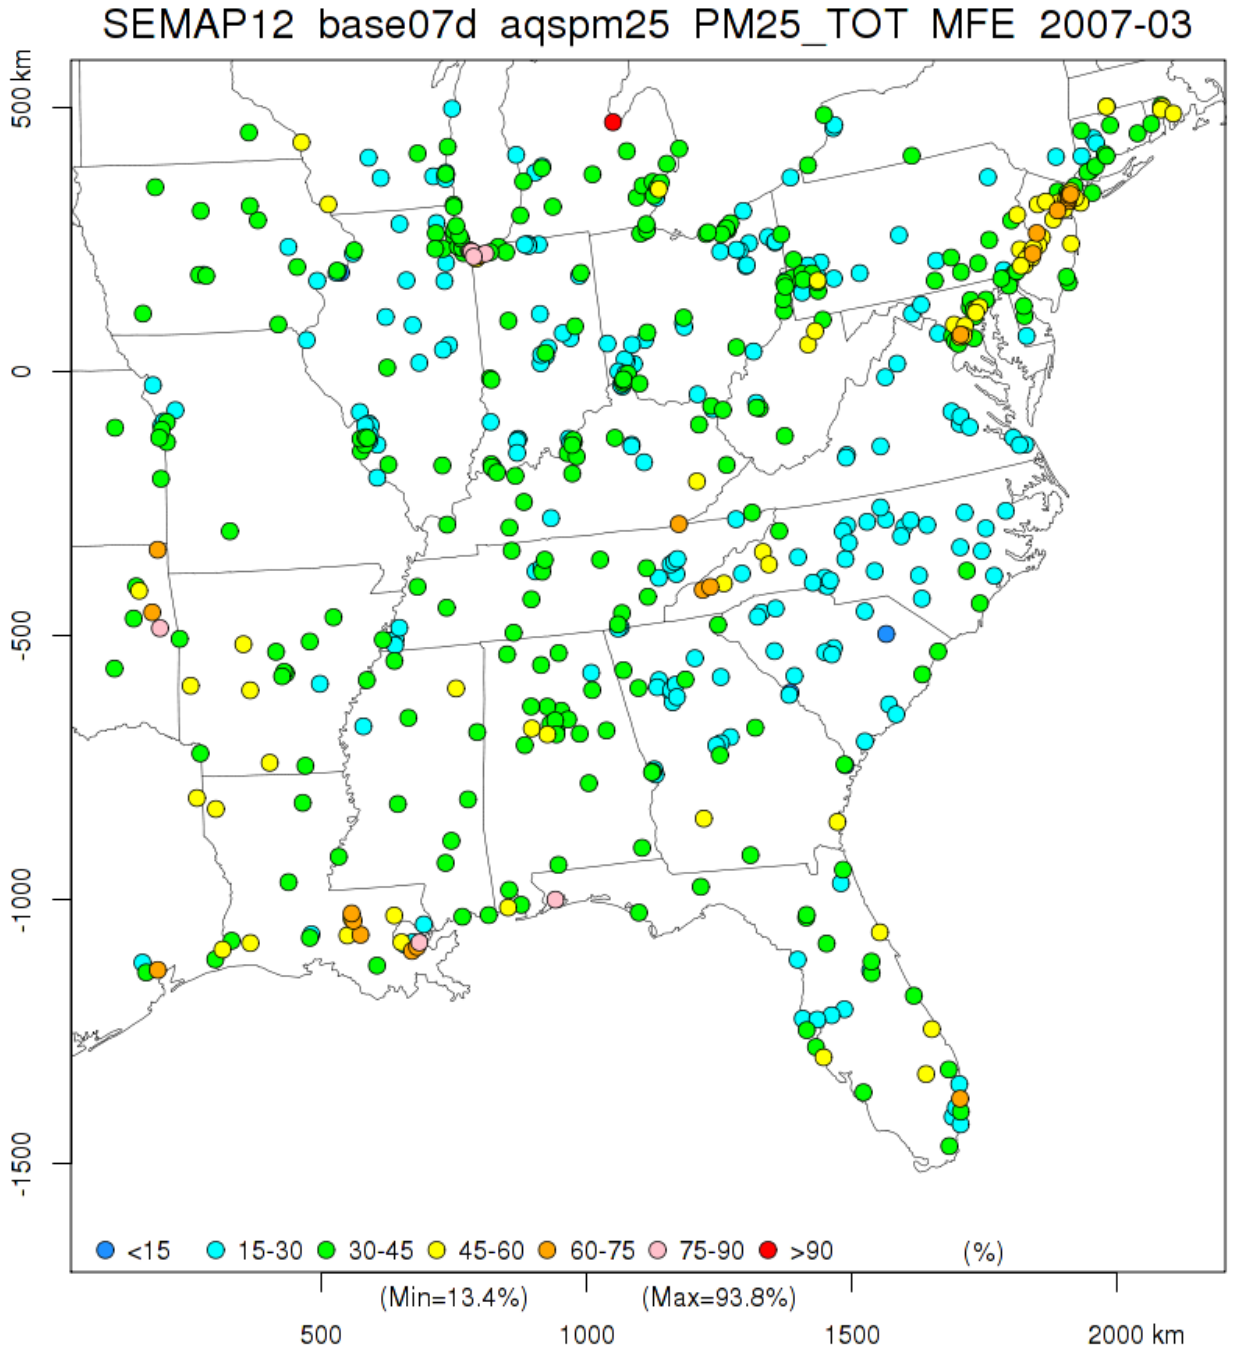 SEMAP12 base07d aqspm25 PM25_TOT MFE 2007-03
500 km
0
-500
-1000
-1500
<15 15-30 30-45 45-60 60-75 75-90 >90 (%)
(Min=13.4%) (Max=93.8%)
500 1000 1500 2000 km